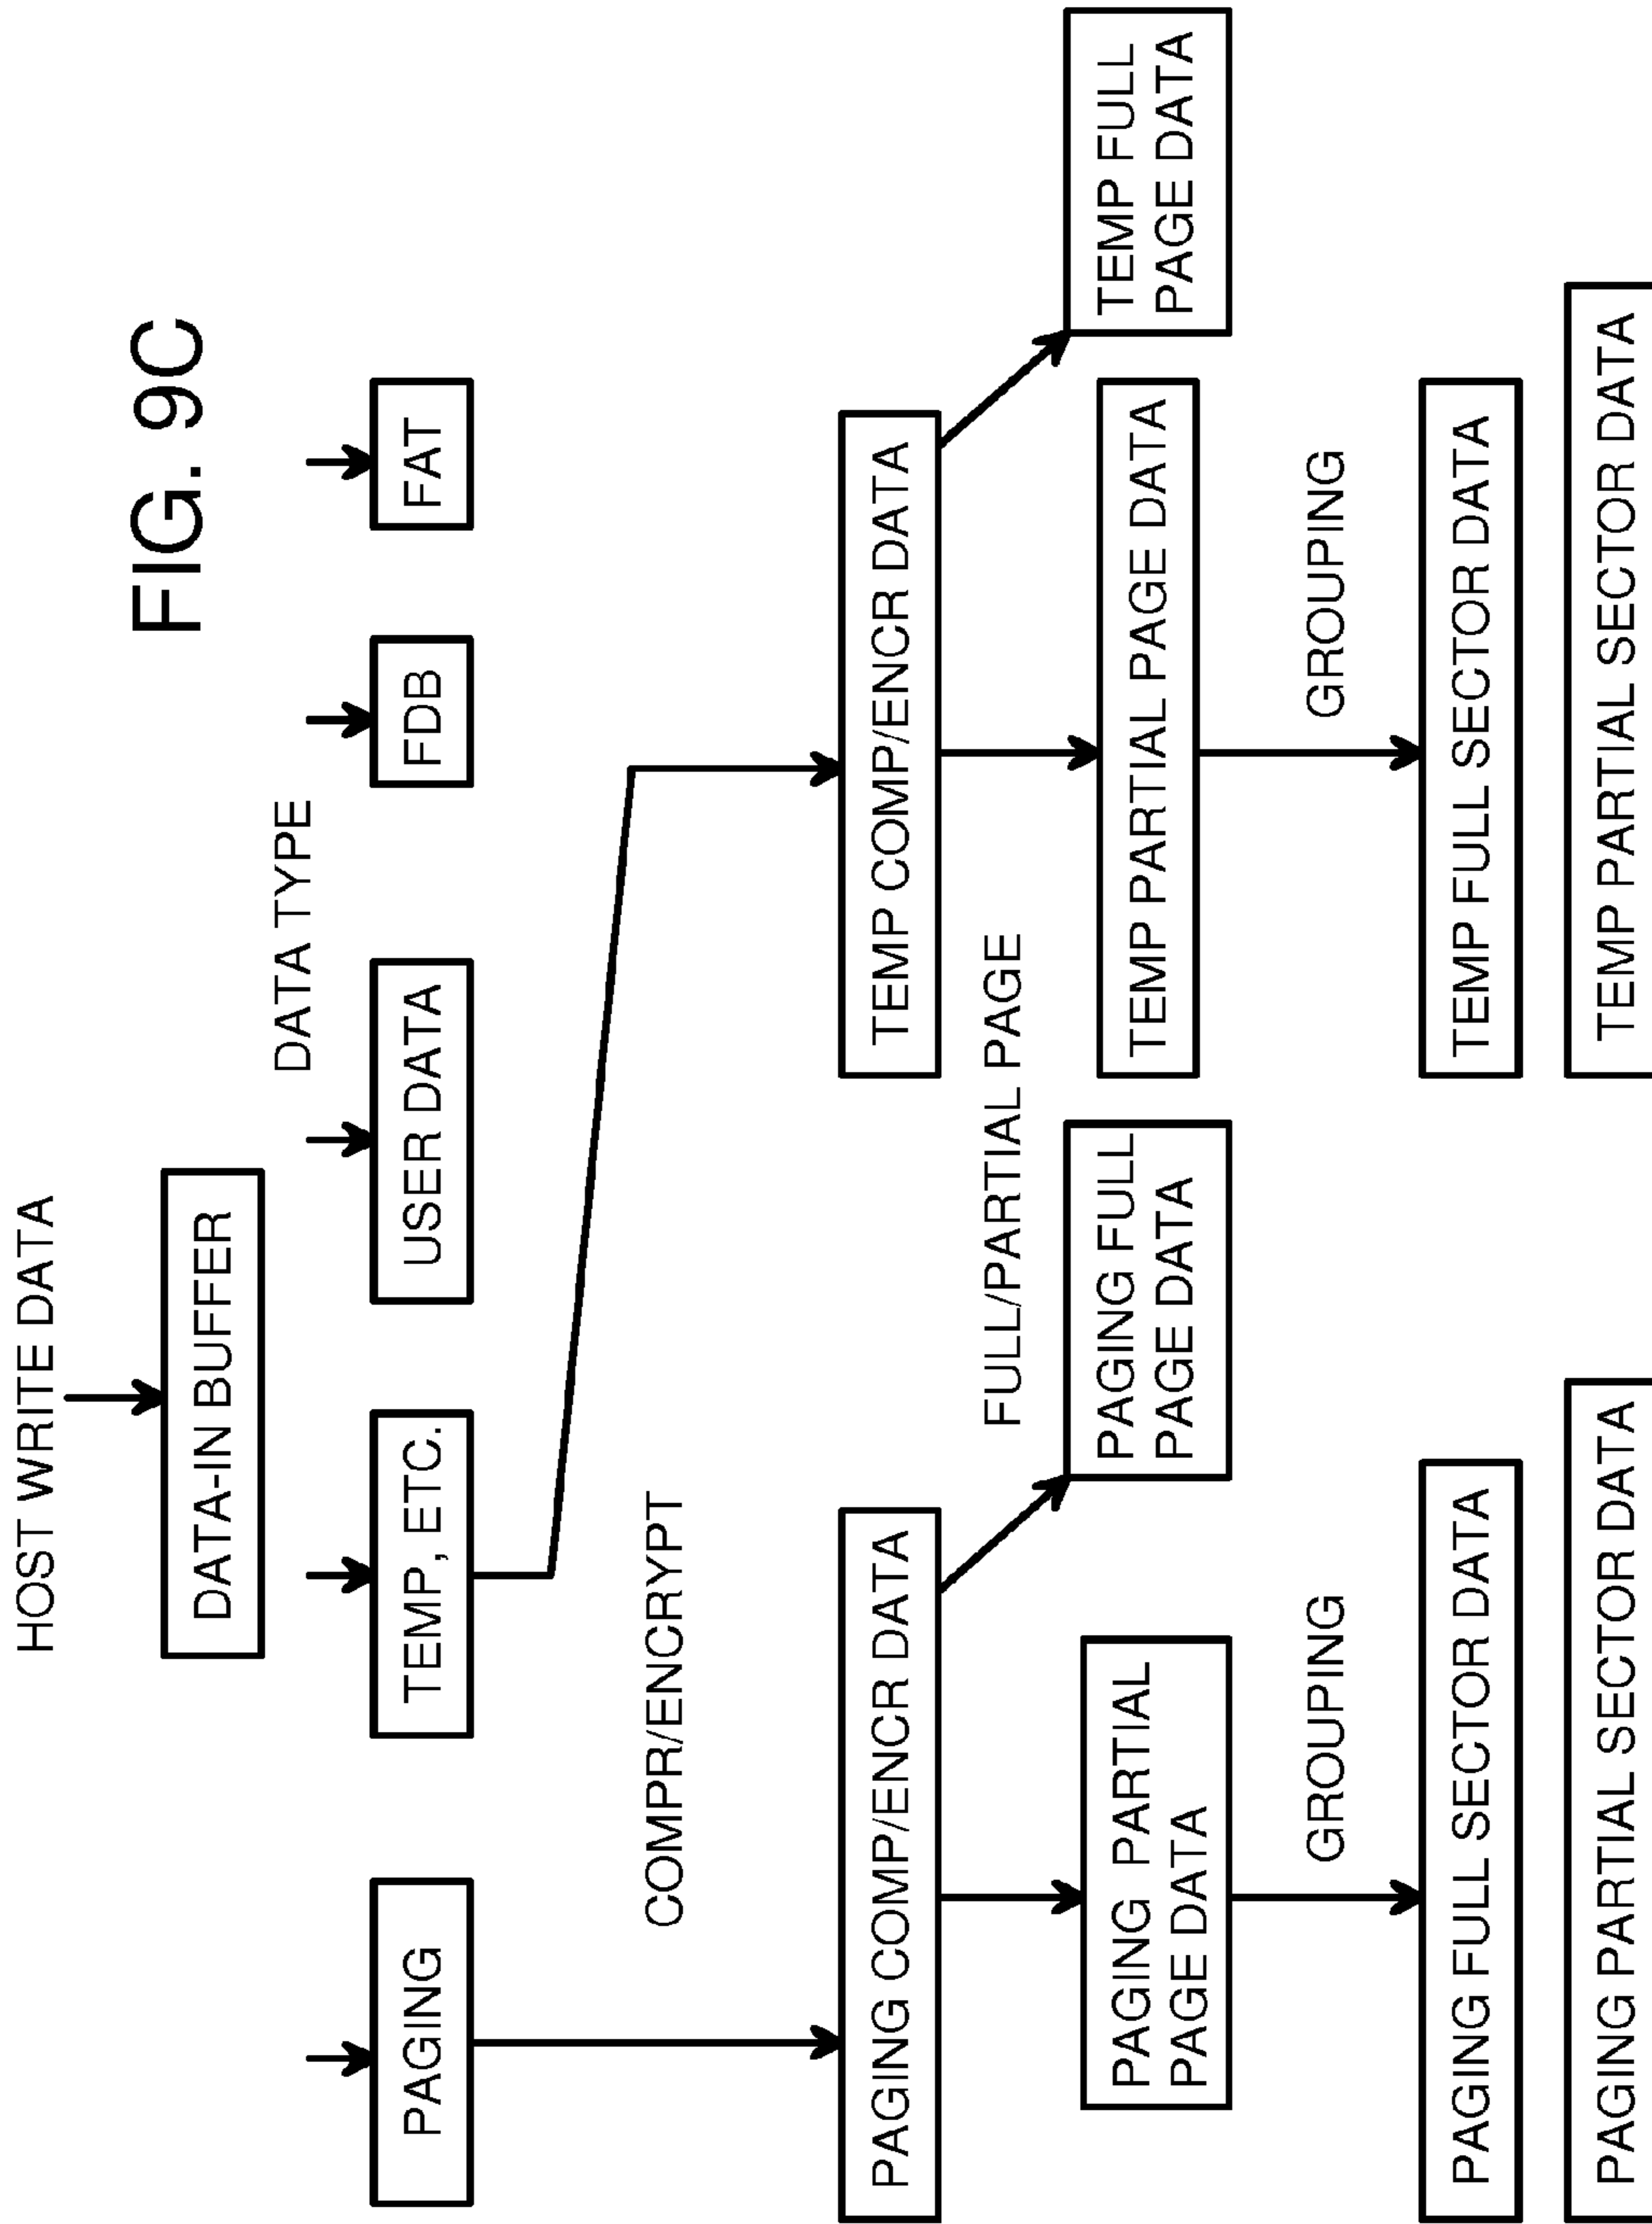 HOST WRITE DATA
FIG. 9C
DATA-IN BUFFER
DATA TYPE
PAGING
TEMP, ETC.
USER DATA
FDB
FAT
COMPR/ENCRYPT
PAGING COMP/ENCR DATA
TEMP COMP/ENCR DATA
FULL/PARTIAL PAGE
PAGING PARTIAL
PAGE DATA
PAGING FULL
PAGE DATA
TEMP PARTIAL PAGE DATA
TEMP FULL
PAGE DATA
GROUPING
GROUPING
PAGING FULL SECTOR DATA
TEMP FULL SECTOR DATA
PAGING PARTIAL SECTOR DATA
TEMP PARTIAL SECTOR DATA